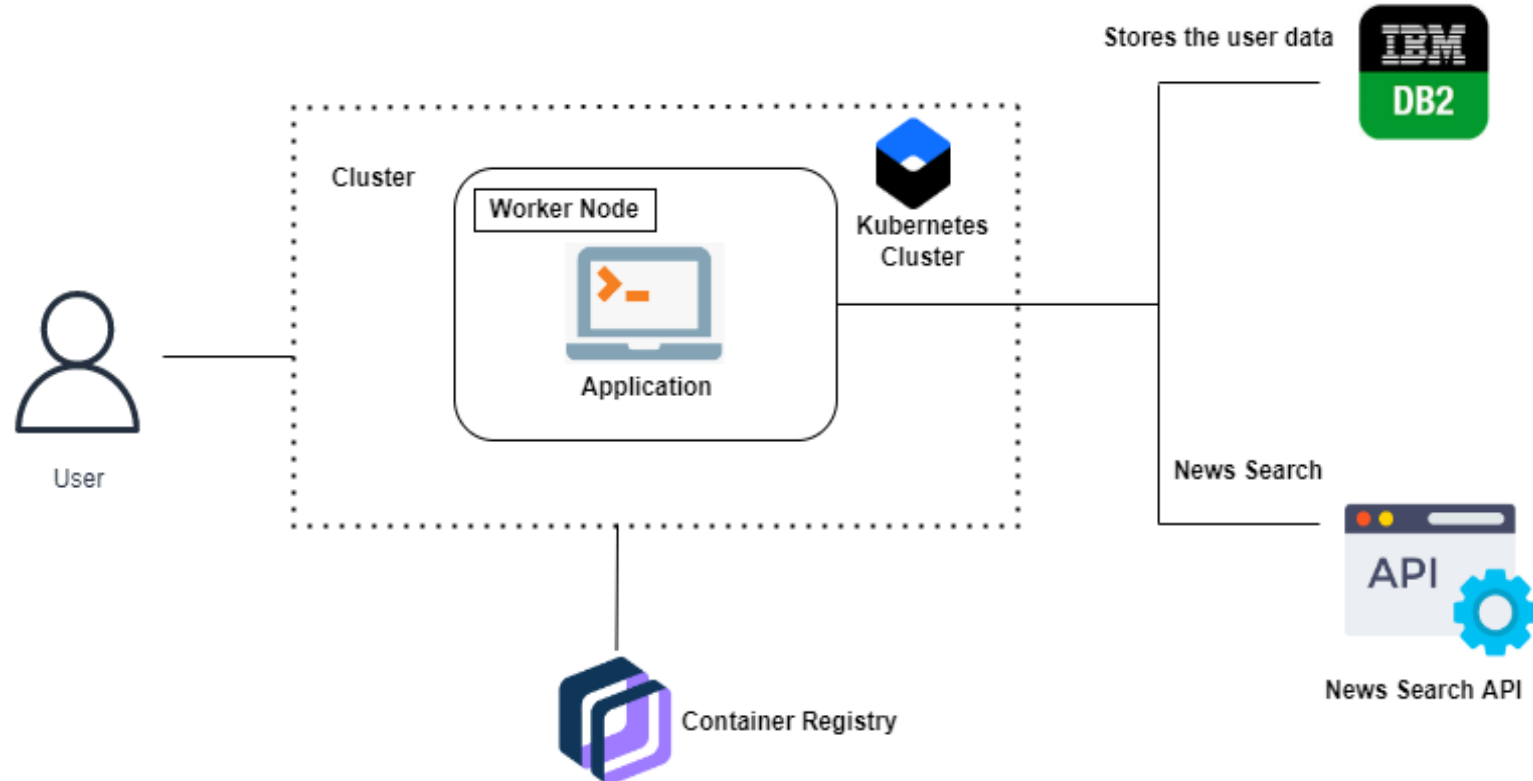 Stores the user data
IBM
DB2
Cluster
Worker Node
Kubernetes
Cluster
Application
User
News Search
API
News Search API
Container Registry